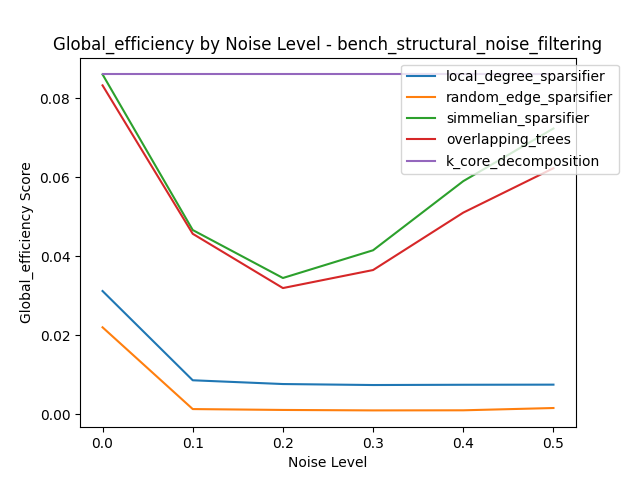 Global_efficiency by Noise Level - bench_structural_noise_filtering
local_degree_sparsifier
random_edge_sparsifier
simmelian_sparsifier
overlapping_trees
k_core_decomposition
Global_efficiency Score
0.08
0.06
0.04
0.02
0.00
0.0 0.1 0.2 0.3 0.4 0.5
Noise Level